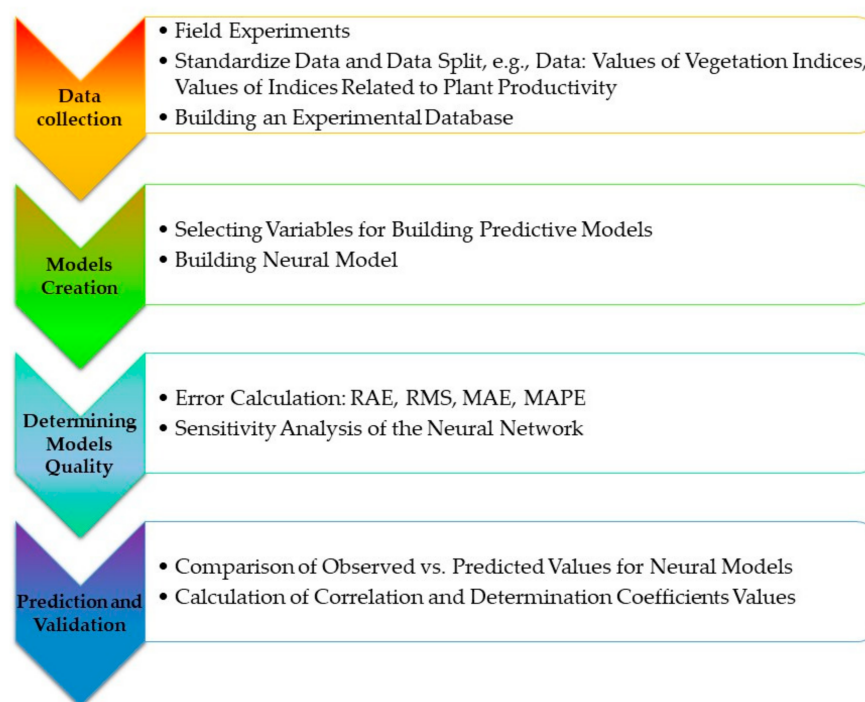 Data
collection
• Field Experiments
• Standardize Data and Data Split, e.g., Data: Values of Vegetation Indices,
Values of Indices Related to Plant Productivity
• Building an Experimental Database
Models
Creation
• Selecting Variables for Building Predictive Models
• Building Neural Model
Determining
Models
Quality
• Error Calculation: RAE, RMS, MAE, MAPE
• Sensitivity Analysis of the Neural Network
Prediction and
Validation
• Comparison of Observed vs. Predicted Values for Neural Models
• Calculation of Correlation and Determination Coefficients Values